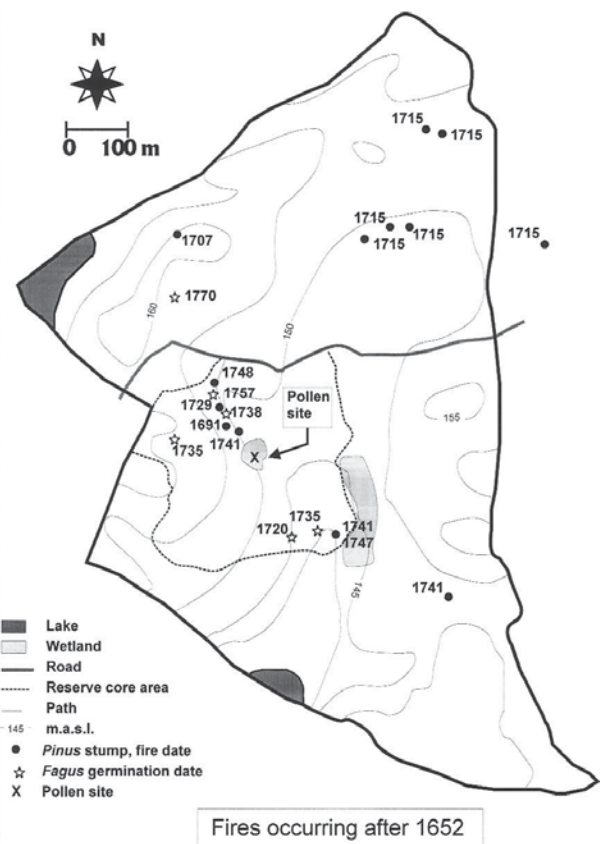 N
0 100 m
1715
1715
1715
1715
1715
1715
1707
1770
160
150
1748
1757
1729
1738
1691
1741
1735
Pollen
site
X
155
1735
1720
1741
1747
145
1741
Lake
Wetland
Road
Reserve core area
Path
145 m.a.s.l.
Pinus stump, fire date
Fagus germination date
X Pollen site
Fires occurring after 1652